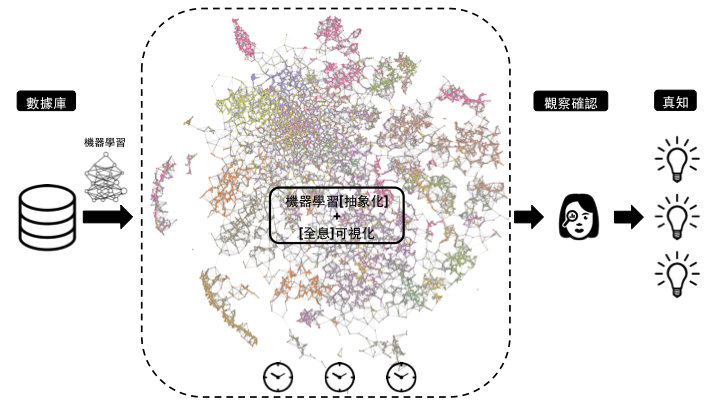 數據庫
機器學習
機器學習[抽象化]
+
[全息]可視化
觀察確認
真知